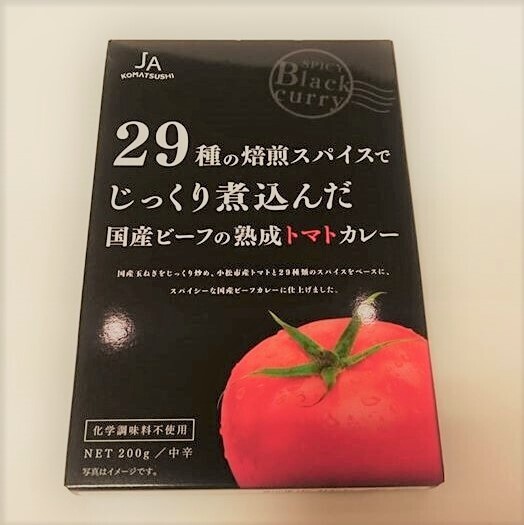 JA
KOMATSUSHI
SPICY
Black
curry
29種の焙煎スパイスで
じっくり煮込んだ
国産ビーフの熟成トマトカレー
国産玉ねぎをじっくり炒め、小松市産トマトと29種類のスパイスをベースに、
スパイシーな国産ビーフカレーに仕上げました。
化学調味料不使用
NET 200g／中辛
写真はイメージです。